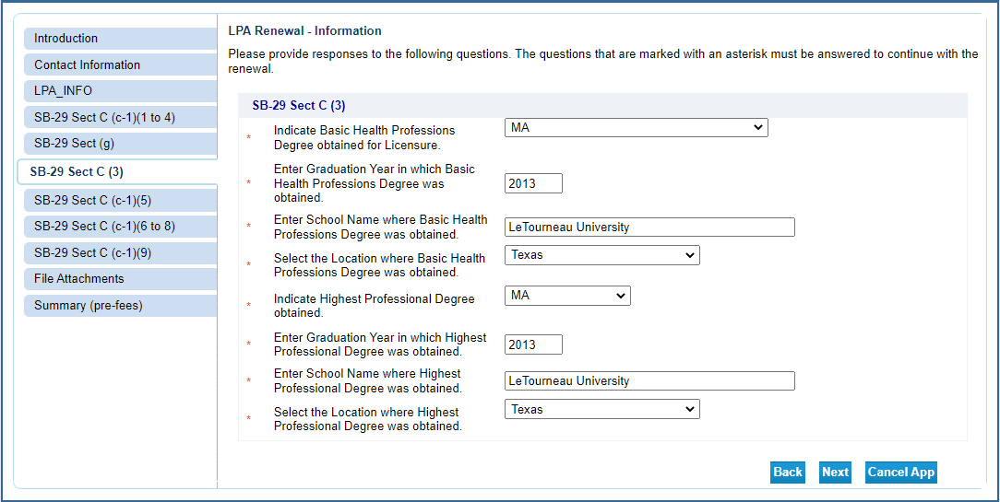 Introduction
Contact Information
LPA_INFO
SB-29 Sect C (c-1)(1 to 4)
SB-29 Sect (g)
SB-29 Sect C (3)
SB-29 Sect C (c-1)(5)
SB-29 Sect C (c-1)(6 to 8)
SB-29 Sect C (c-1)(9)
File Attachments
Summary (pre-fees)
LPA Renewal - Information
Please provide responses to the following questions. The questions that are marked with an asterisk must be answered to continue with the
renewal.
SB-29 Sect C (3)
* Indicate Basic Health Professions
Degree obtained for Licensure.
MA
* Enter Graduation Year in which Basic
Health Professions Degree was
obtained.
2013
* Enter School Name where Basic Health
Professions Degree was obtained.
LeTourneau University
* Select the Location where Basic Health
Professions Degree was obtained.
Texas
* Indicate Highest Professional Degree
obtained.
MA
* Enter Graduation Year in which Highest
Professional Degree was obtained.
2013
* Enter School Name where Highest
Professional Degree was obtained.
LeTourneau University
* Select the Location where Highest
Professional Degree was obtained.
Texas
Back Next Cancel App